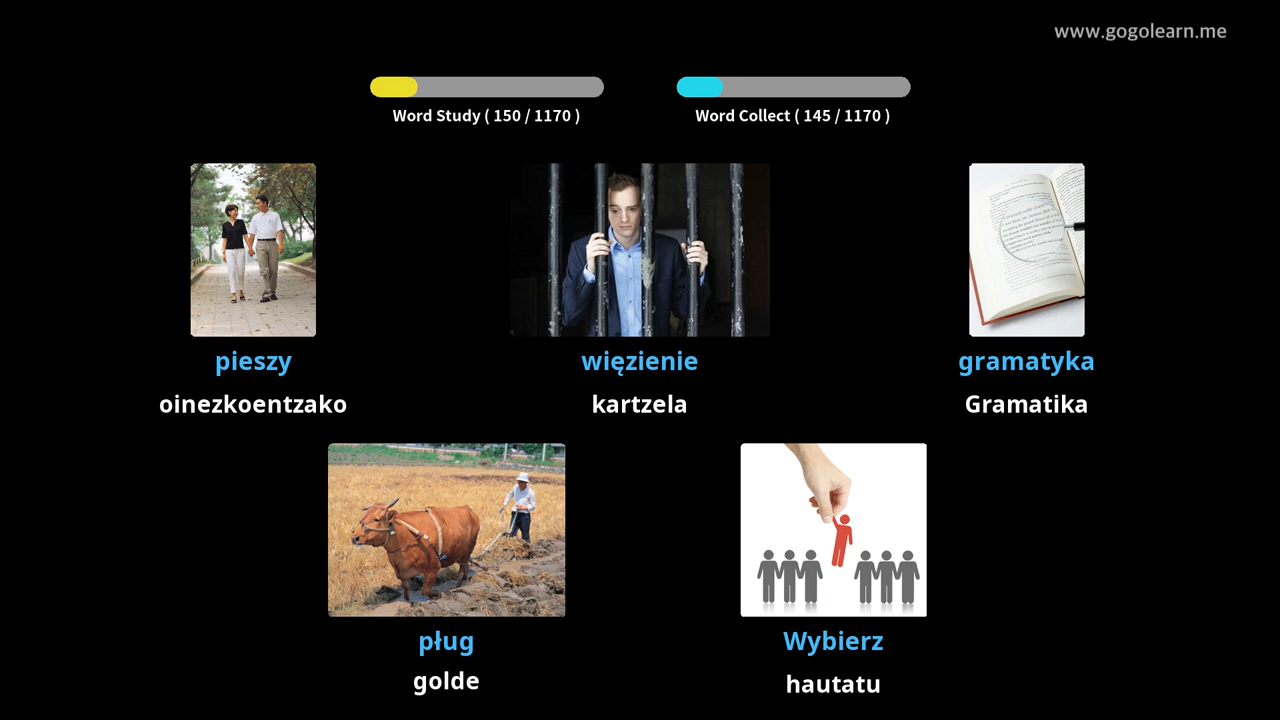 www.gogolearn.me
Word Study ( 150 / 1170 )
Word Collect ( 145 / 1170 )
pieszy
oinezkoentzako
więzienie
kartzela
gramatyka
Gramatika
pług
golde
Wybierz
hautatu